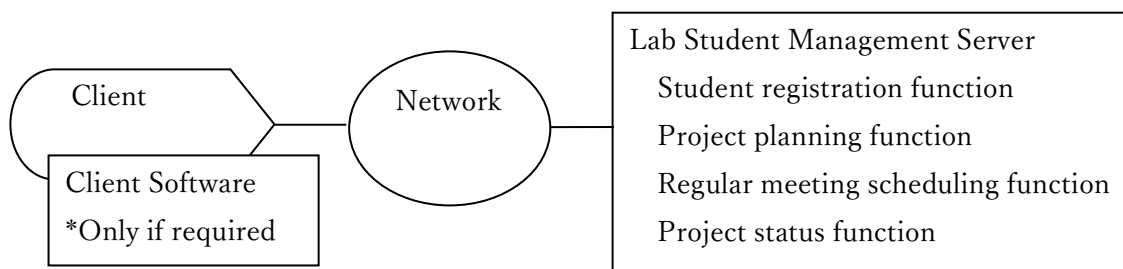 Client
Client Software
*Only if required
Network
Lab Student Management Server
Student registration function
Project planning function
Regular meeting scheduling function
Project status function